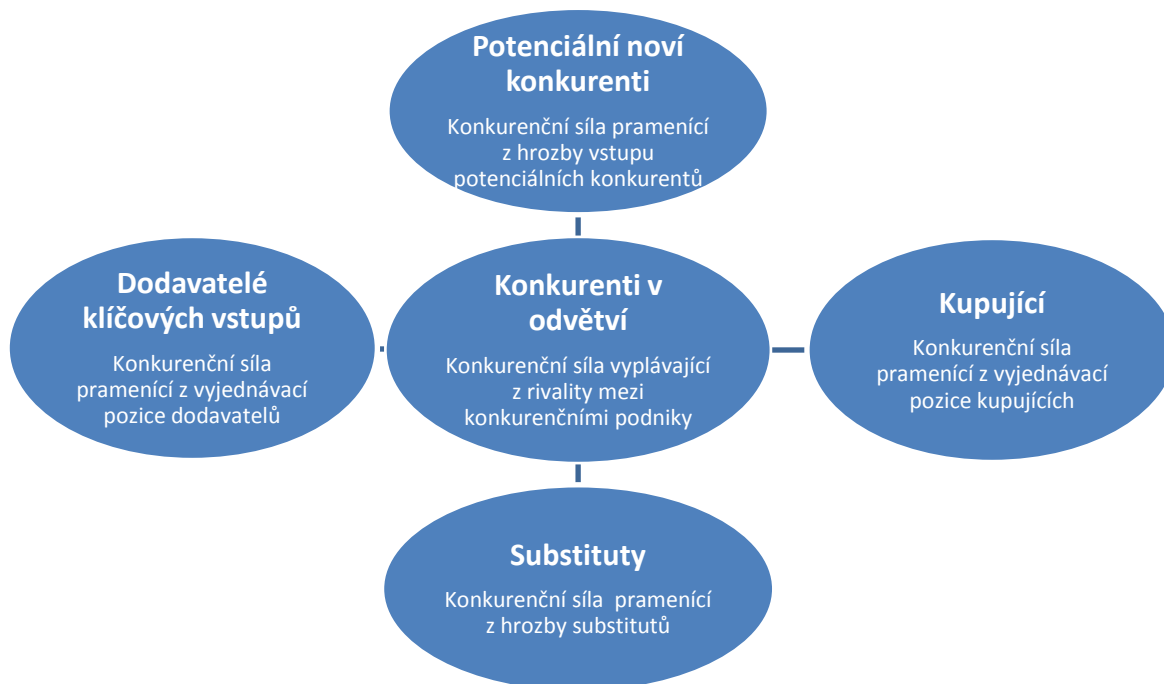 Potenciální noví
konkurenti
Konkurenční síla pramenící
z hrozby vstupu
potenciálních konkurentů
Dodavatelé
klíčových vstupů
Konkurenční síla
pramenící z vyjednávací
pozice dodavatelů
Konkurenti v
odvětví
Konkurenční síla vyplávající
z rivality mezi
konkurenčními podniky
Kupující
Konkurenční síla
pramenící z vyjednávací
pozice kupujících
Substituty
Konkurenční síla  pramenící
z hrozby substitutů